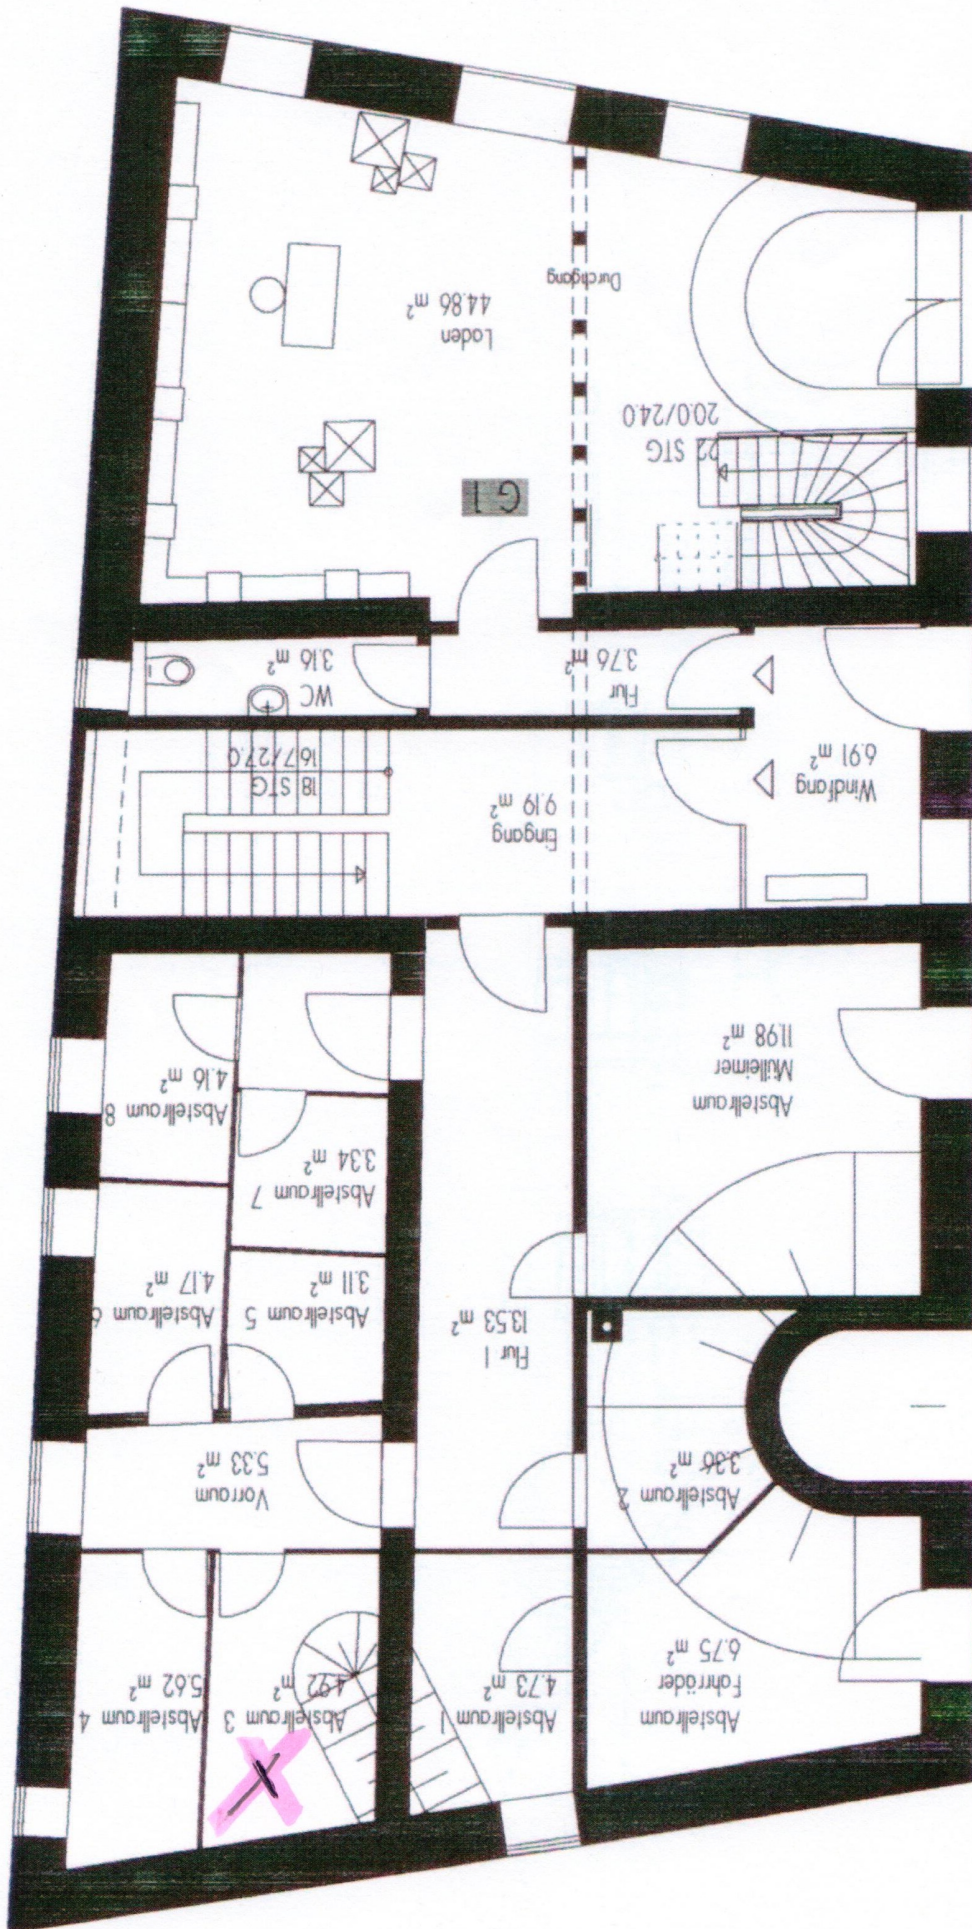 Abstellraum
Fahrräder
6.75 m²
Abstellraum 1
4.73 m²
Abstellraum 3
4.92 m²
Abstellraum 4
5.62 m²
Abstellraum 2
3.36 m²
Vorraum
5.33 m²
Flur 1
13.53 m²
Abstellraum 5
3.11 m²
Abstellraum 6
4.17 m²
Abstellraum 7
3.34 m²
Abstellraum
Mülleimer
11.98 m²
Abstellraum 8
4.16 m²
Windfang
6.91 m²
Eingang
9.19 m²
18 STG
16.7/27.0
Flur
3.76 m²
WC
3.16 m²
G1
22 STG
20.0/24.0
Laden
44.86 m²
Durchgang